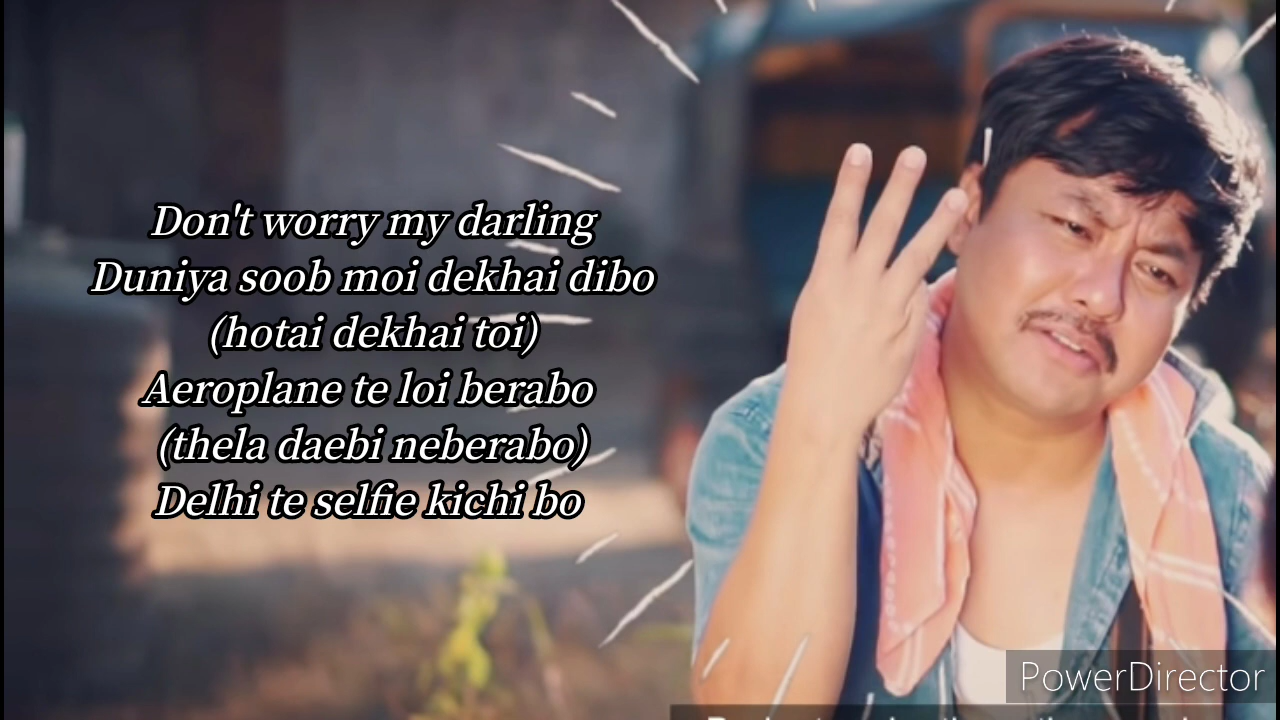 Don't worry my darling
Duniya soob moi dekhai dibo
(hotai dekhai toi)
Aeroplane te loi berabo
(thela daebi neberabo)
Delhi te selfie kichi bo
PowerDirector